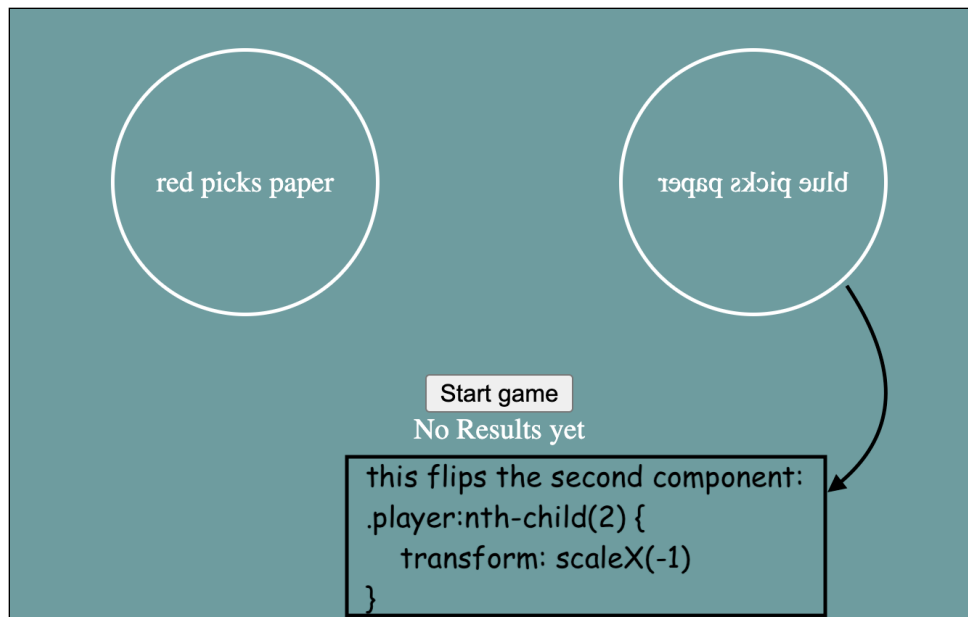 red picks paper
blue picks paper
Start game
No Results yet
this flips the second component:
.player:nth-child(2) {
transform: scaleX(-1)
}